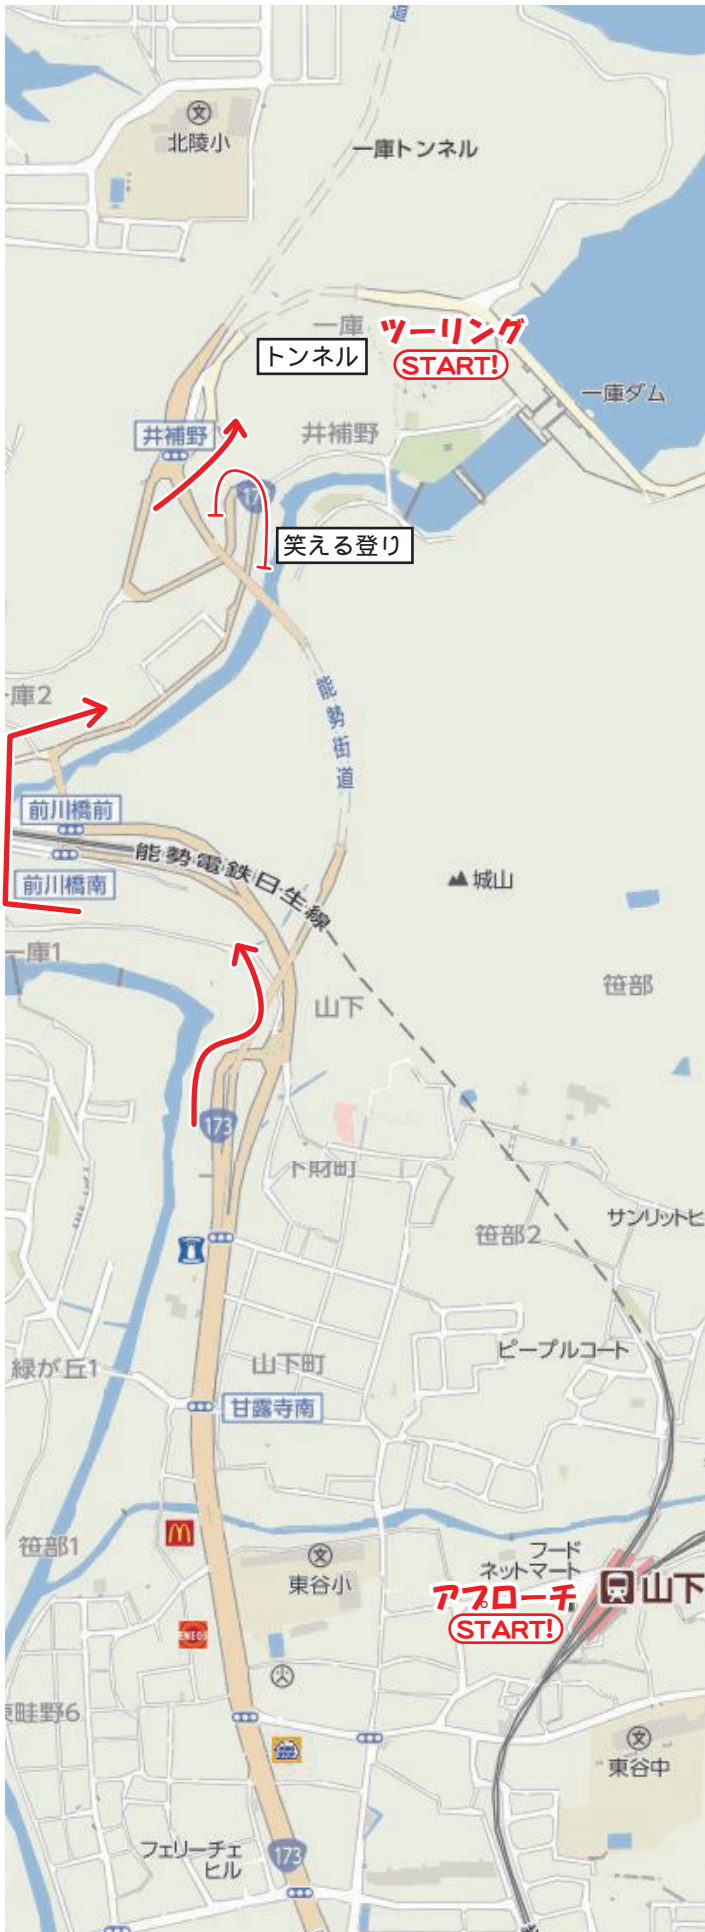 道
文
北陵小
一庫トンネル
一庫
ツーリング
START!
トンネル
一庫ダム
井補野
井補野
17
笑える登り
庫2
能勢街道
前川橋前
能勢電鉄日生線
前川橋南
城山
一庫1
笹部
山下
173
下財町
サンリットヒ
笹部2
ピープルコート
緑が丘1
山下町
甘露寺南
笹部1
文
東谷小
フード
ネットマート
山下
アプローチ
START!
ENEOS
畦野6
文
東谷中
フェリーチェ
ヒル
173